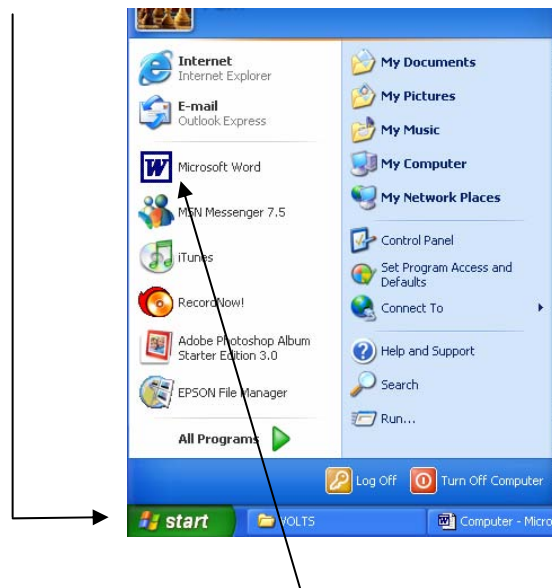 Internet
Internet Explorer
E-mail
Outlook Express
Microsoft Word
MSN Messenger 7.5
iTunes
RecordNow!
Adobe Photoshop Album
Starter Edition 3.0
EPSON File Manager
All Programs
My Documents
My Pictures
My Music
My Computer
My Network Places
Control Panel
Set Program Access and
Defaults
Connect To
Help and Support
Search
Run...
Log Off
Turn Off Computer
start
VOLTS
Computer - Micro